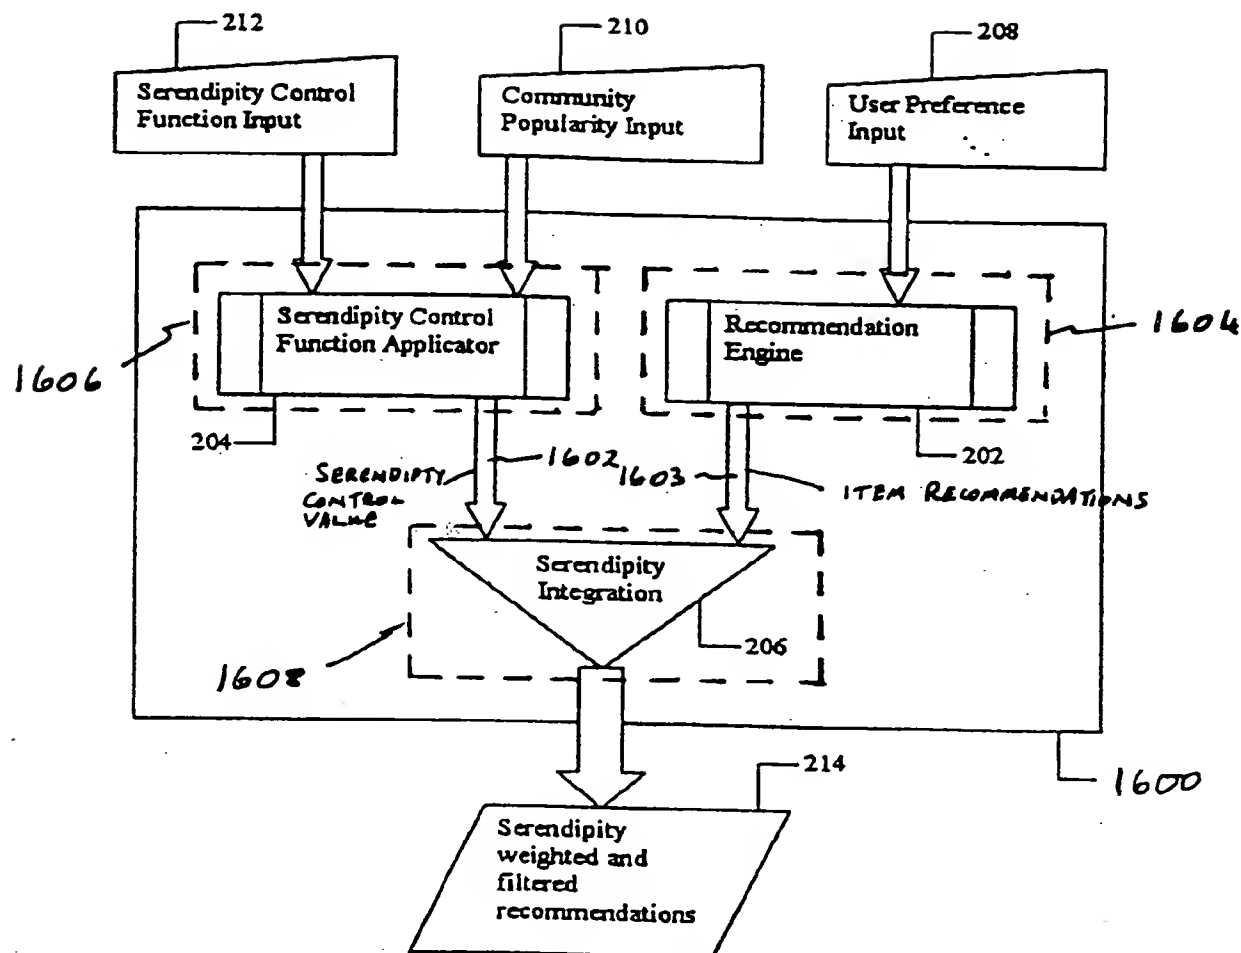 212
210
208
Serendipity Control
Function Input
Community
Popularity Input
User Preference
Input
Serendipity Control
Function Applicator
Recommendation
Engine
1604
1606
204
202
1602
1603
SERENDIPTY
CONTROL
VALUE
ITEM RECOMMENDATIONS
Serendipity
Integration
206
1608
214
1600
Serendipity
weighted and
filtered
recommendations